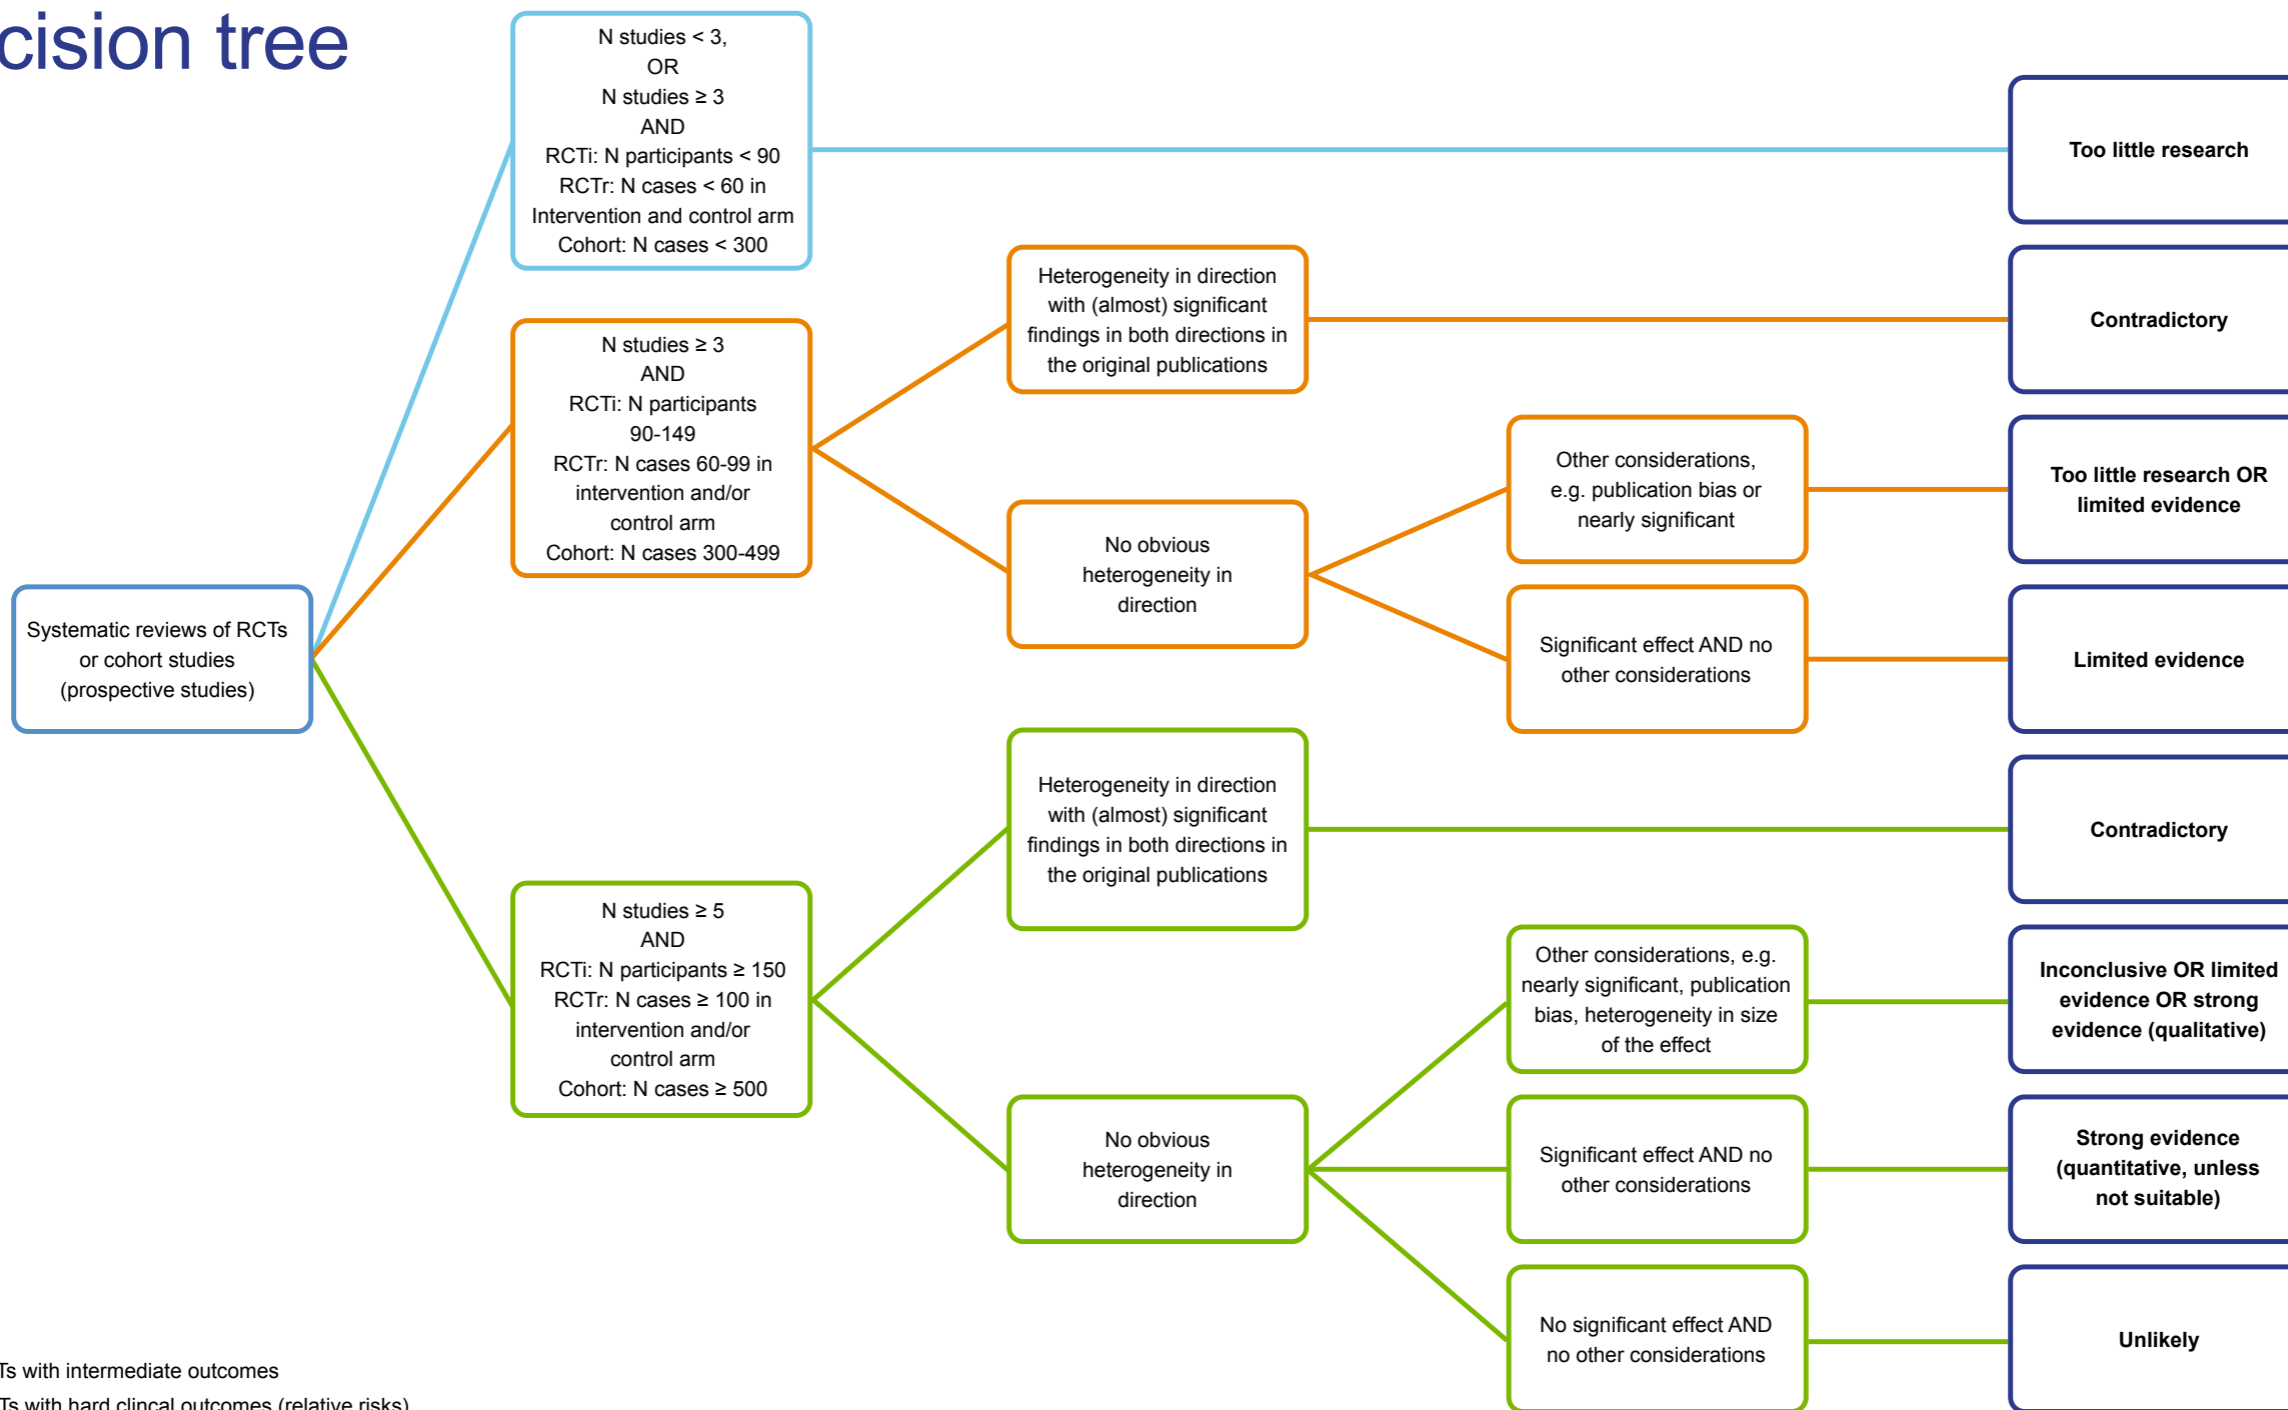 cision tree
N studies < 3,
OR
N studies ≥ 3
AND
RCTi: N participants < 90
RCTr: N cases < 60 in
Intervention and control arm
Cohort: N cases < 300
Too little research
Heterogeneity in direction
with (almost) significant
findings in both directions in
the original publications
Contradictory
N studies ≥ 3
AND
RCTi: N participants
90-149
RCTr: N cases 60-99 in
intervention and/or
control arm
Cohort: N cases 300-499
Other considerations,
e.g. publication bias or
nearly significant
Too little research OR
limited evidence
No obvious
heterogeneity in
direction
Significant effect AND no
other considerations
Limited evidence
Systematic reviews of RCTs
or cohort studies
(prospective studies)
Heterogeneity in direction
with (almost) significant
findings in both directions in
the original publications
Contradictory
N studies ≥ 5
AND
RCTi: N participants ≥ 150
RCTr: N cases ≥ 100 in
intervention and/or
control arm
Cohort: N cases ≥ 500
Other considerations, e.g.
nearly significant, publication
bias, heterogeneity in size
of the effect
Inconclusive OR limited
evidence OR strong
evidence (qualitative)
No obvious
heterogeneity in
direction
Significant effect AND no
other considerations
Strong evidence
(quantitative, unless
not suitable)
No significant effect AND
no other considerations
Unlikely
Ts with intermediate outcomes
Ts with hard clincal outcomes (relative risks)